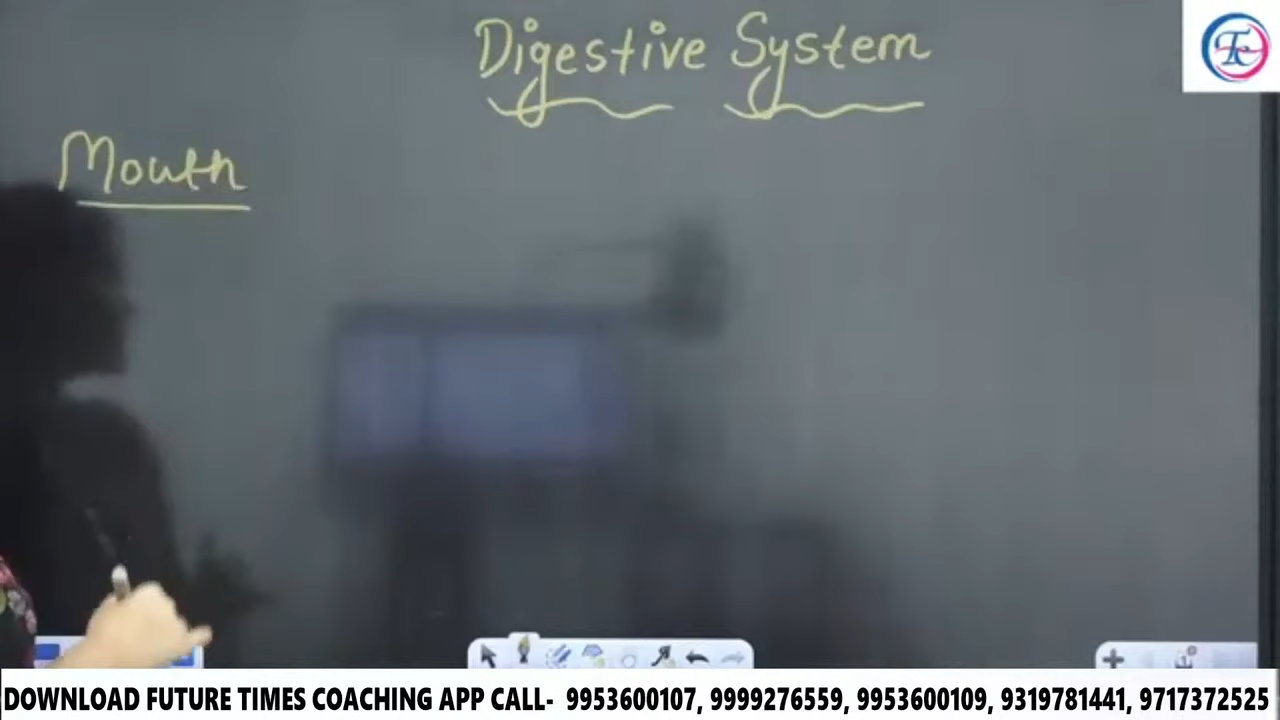 Digestive System
Mouth
DOWNLOAD FUTURE TIMES COACHING APP CALL- 9953600107, 9999276559, 9953600109, 9319781441, 9717372525